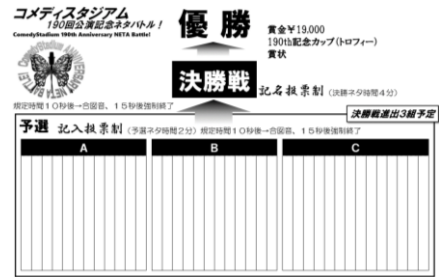 コメディスタジアム
190回公演記念ネタバトル!
ComedyStadium 190th Anniversary NETA Battle!
優勝
賞金¥19,000
190th記念カップ(トロフィー)
賞状
決勝戦
記名投票制 (決勝ネタ時間4分)
規定時間10秒後→合図音、15秒後強制終了
決勝戦進出3組予定
予選 記入投票制 (予選ネタ時間2分) 規定時間10秒後→合図音、15秒後強制終了
A B C